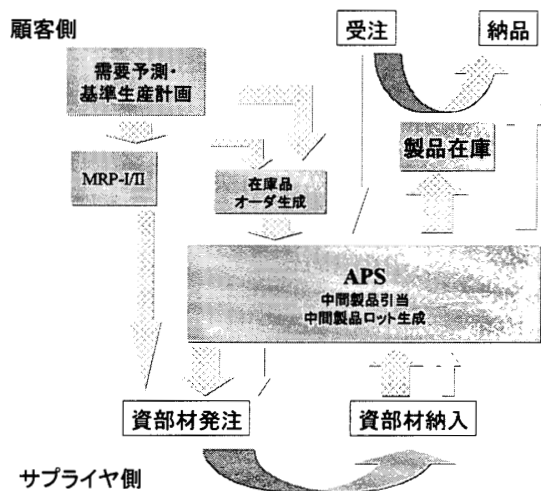 顧客側
受注
納品
需要予測・
基準生産計画
製品在庫
MRP-I/II
在庫品
オーダ生成
APS
中間製品引当
中間製品ロット生成
資部材発注
資部材納入
サプライヤ側